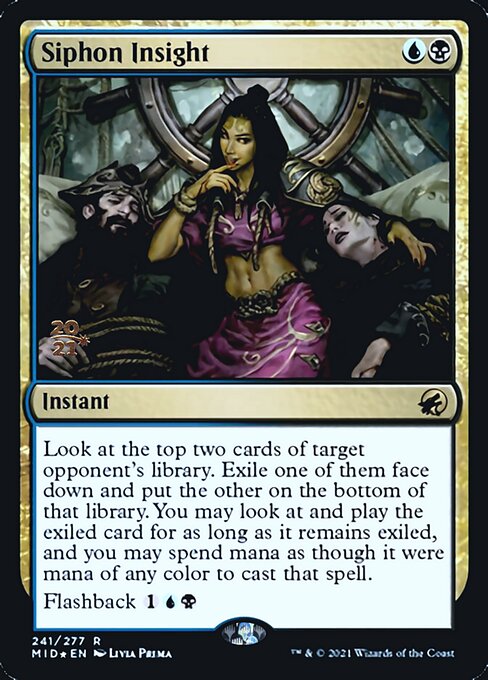 Siphon Insight
20
21
Instant
Look at the top two cards of target
opponent's library. Exile one of them face
down and put the other on the bottom of
that library. You may look at and play the
exiled card for as long as it remains exiled,
and you may spend mana as though it were
mana of any color to cast that spell.
Flashback 1
241/277 R
MID★EN Livia Prima
™ & © 2021 Wizards of the Coast